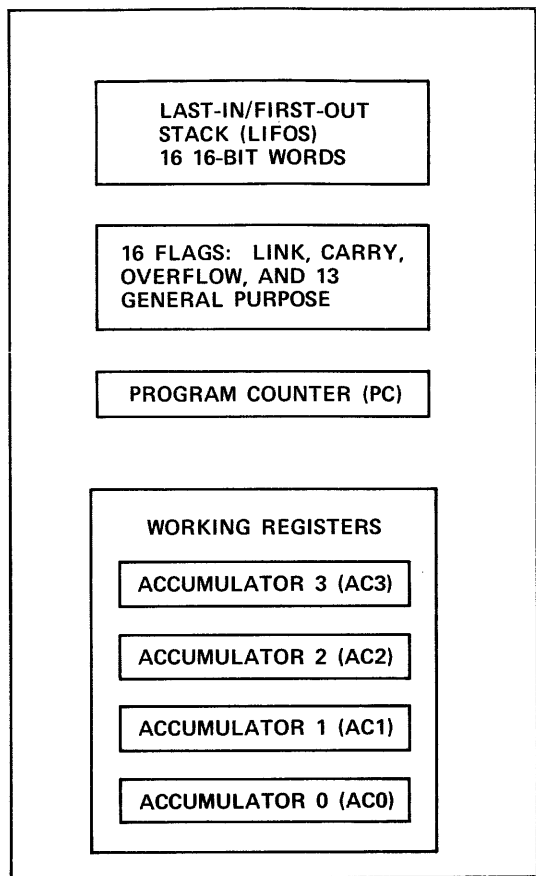 LAST-IN/FIRST-OUT
STACK (LIFOS)
16 16-BIT WORDS
16 FLAGS: LINK, CARRY,
OVERFLOW, AND 13
GENERAL PURPOSE
PROGRAM COUNTER (PC)
WORKING REGISTERS
ACCUMULATOR 3 (AC3)
ACCUMULATOR 2 (AC2)
ACCUMULATOR 1 (AC1)
ACCUMULATOR 0 (AC0)